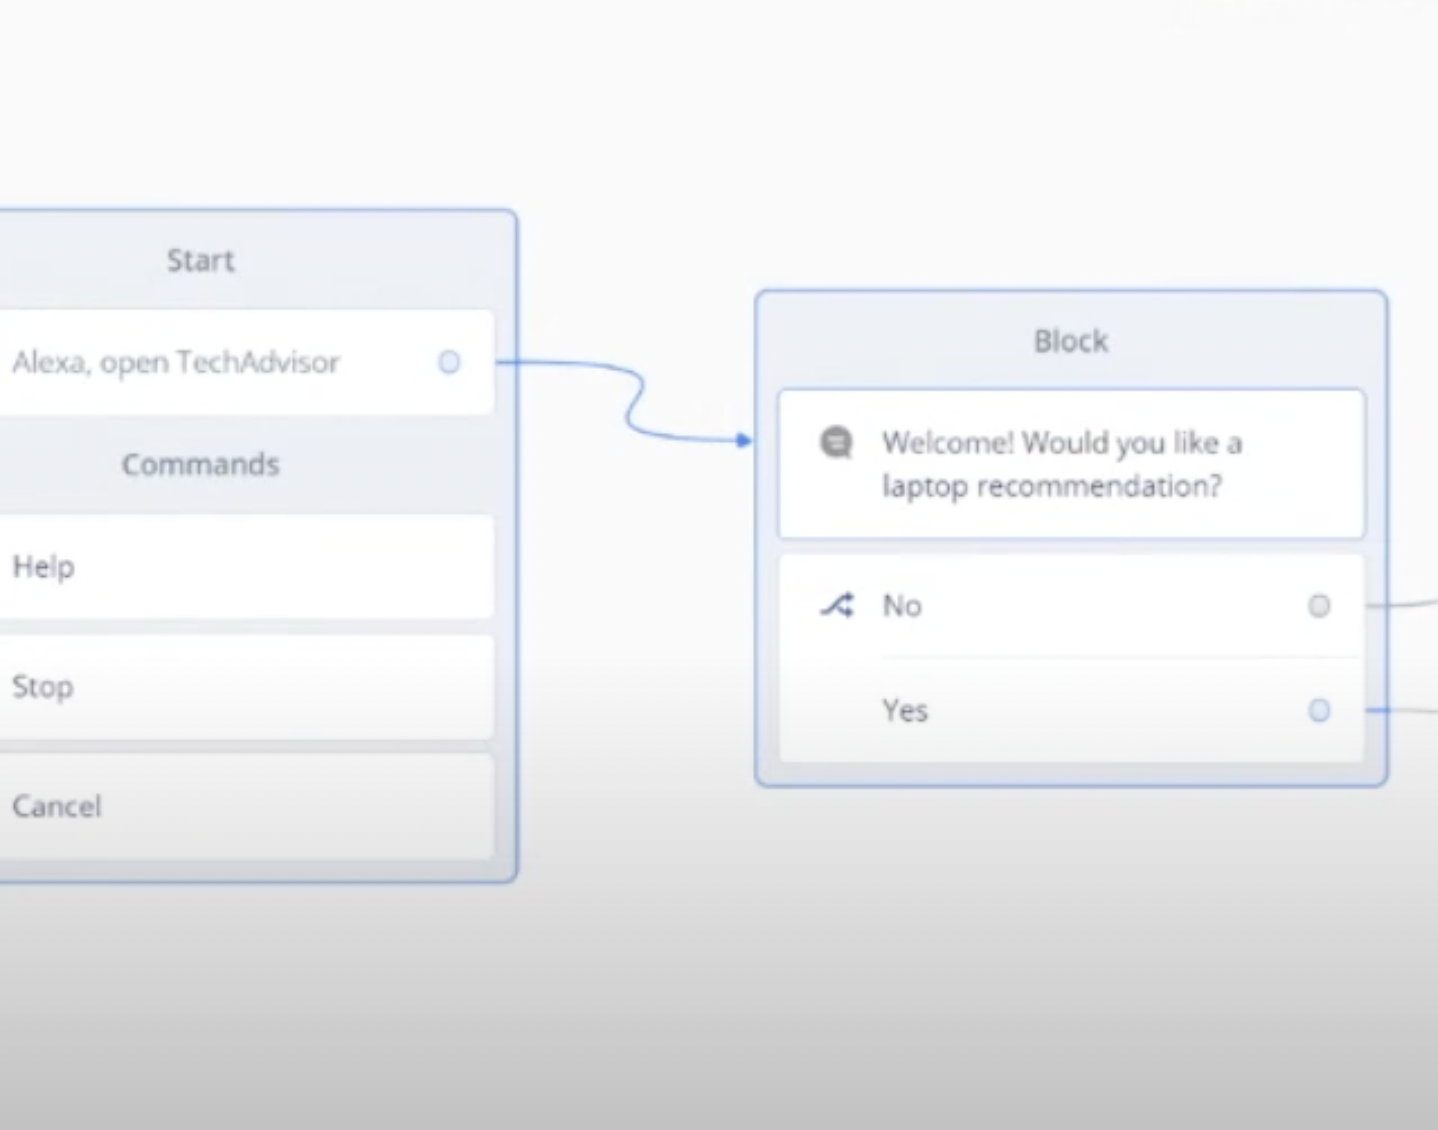 Start
Alexa, open TechAdvisor
Commands
Help
Stop
Cancel
Block
Welcome! Would you like a
laptop recommendation?
No
Yes